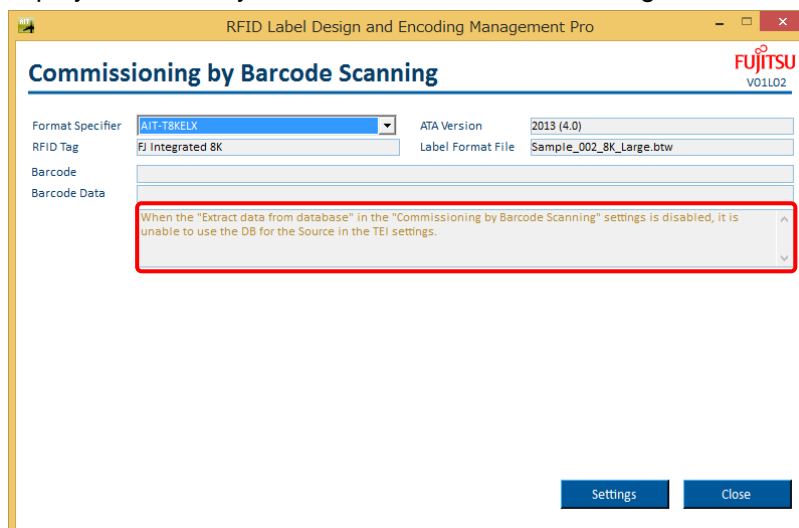 RFID Label Design and Encoding Management Pro
Commissioning by Barcode Scanning
FUJITSU
V01L02
Format Specifier AIT-T8KELX ATA Version 2013 (4.0)
RFID Tag FJ Integrated 8K Label Format File Sample_002_8K_Large.btw
Barcode
Barcode Data
When the "Extract data from database" in the "Commissioning by Barcode Scanning" settings is disabled, it is
unable to use the DB for the Source in the TEI settings.
Settings Close